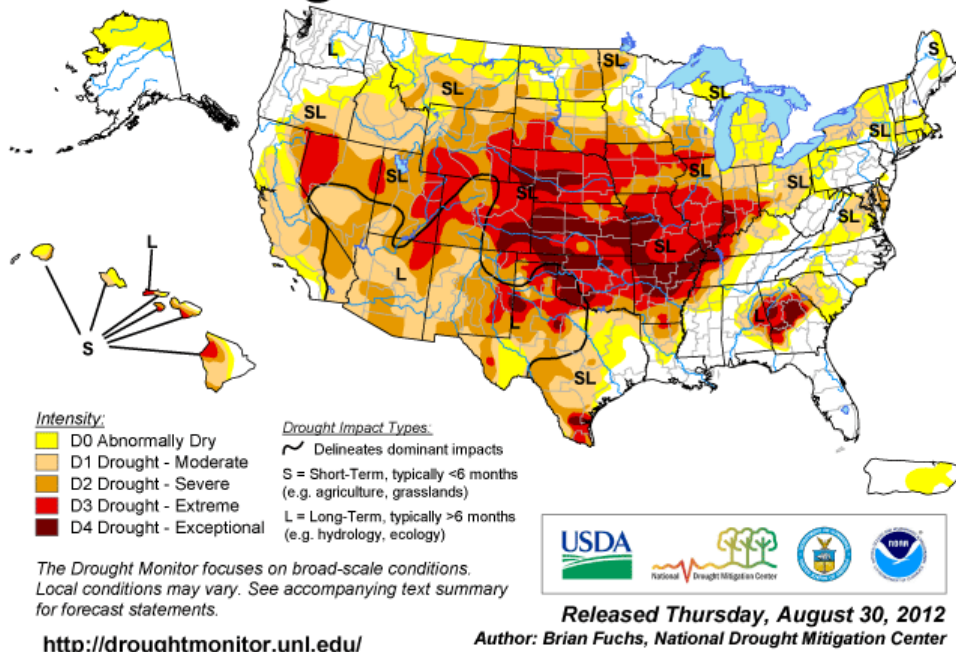 L
S
SL
SL
SL
SL
SL
SL
SL
SL
SL
SL
SL
L
L
L
L
SL
S
Intensity:
D0 Abnormally Dry
D1 Drought - Moderate
D2 Drought - Severe
D3 Drought - Extreme
D4 Drought - Exceptional
Drought Impact Types:
Delineates dominant impacts
S = Short-Term, typically <6 months
(e.g. agriculture, grasslands)
L = Long-Term, typically >6 months
(e.g. hydrology, ecology)
USDA
National Drought Mitigation Center
NOAA
The Drought Monitor focuses on broad-scale conditions.
Local conditions may vary. See accompanying text summary
for forecast statements.
http://droughtmonitor.unl.edu/
Released Thursday, August 30, 2012
Author: Brian Fuchs, National Drought Mitigation Center